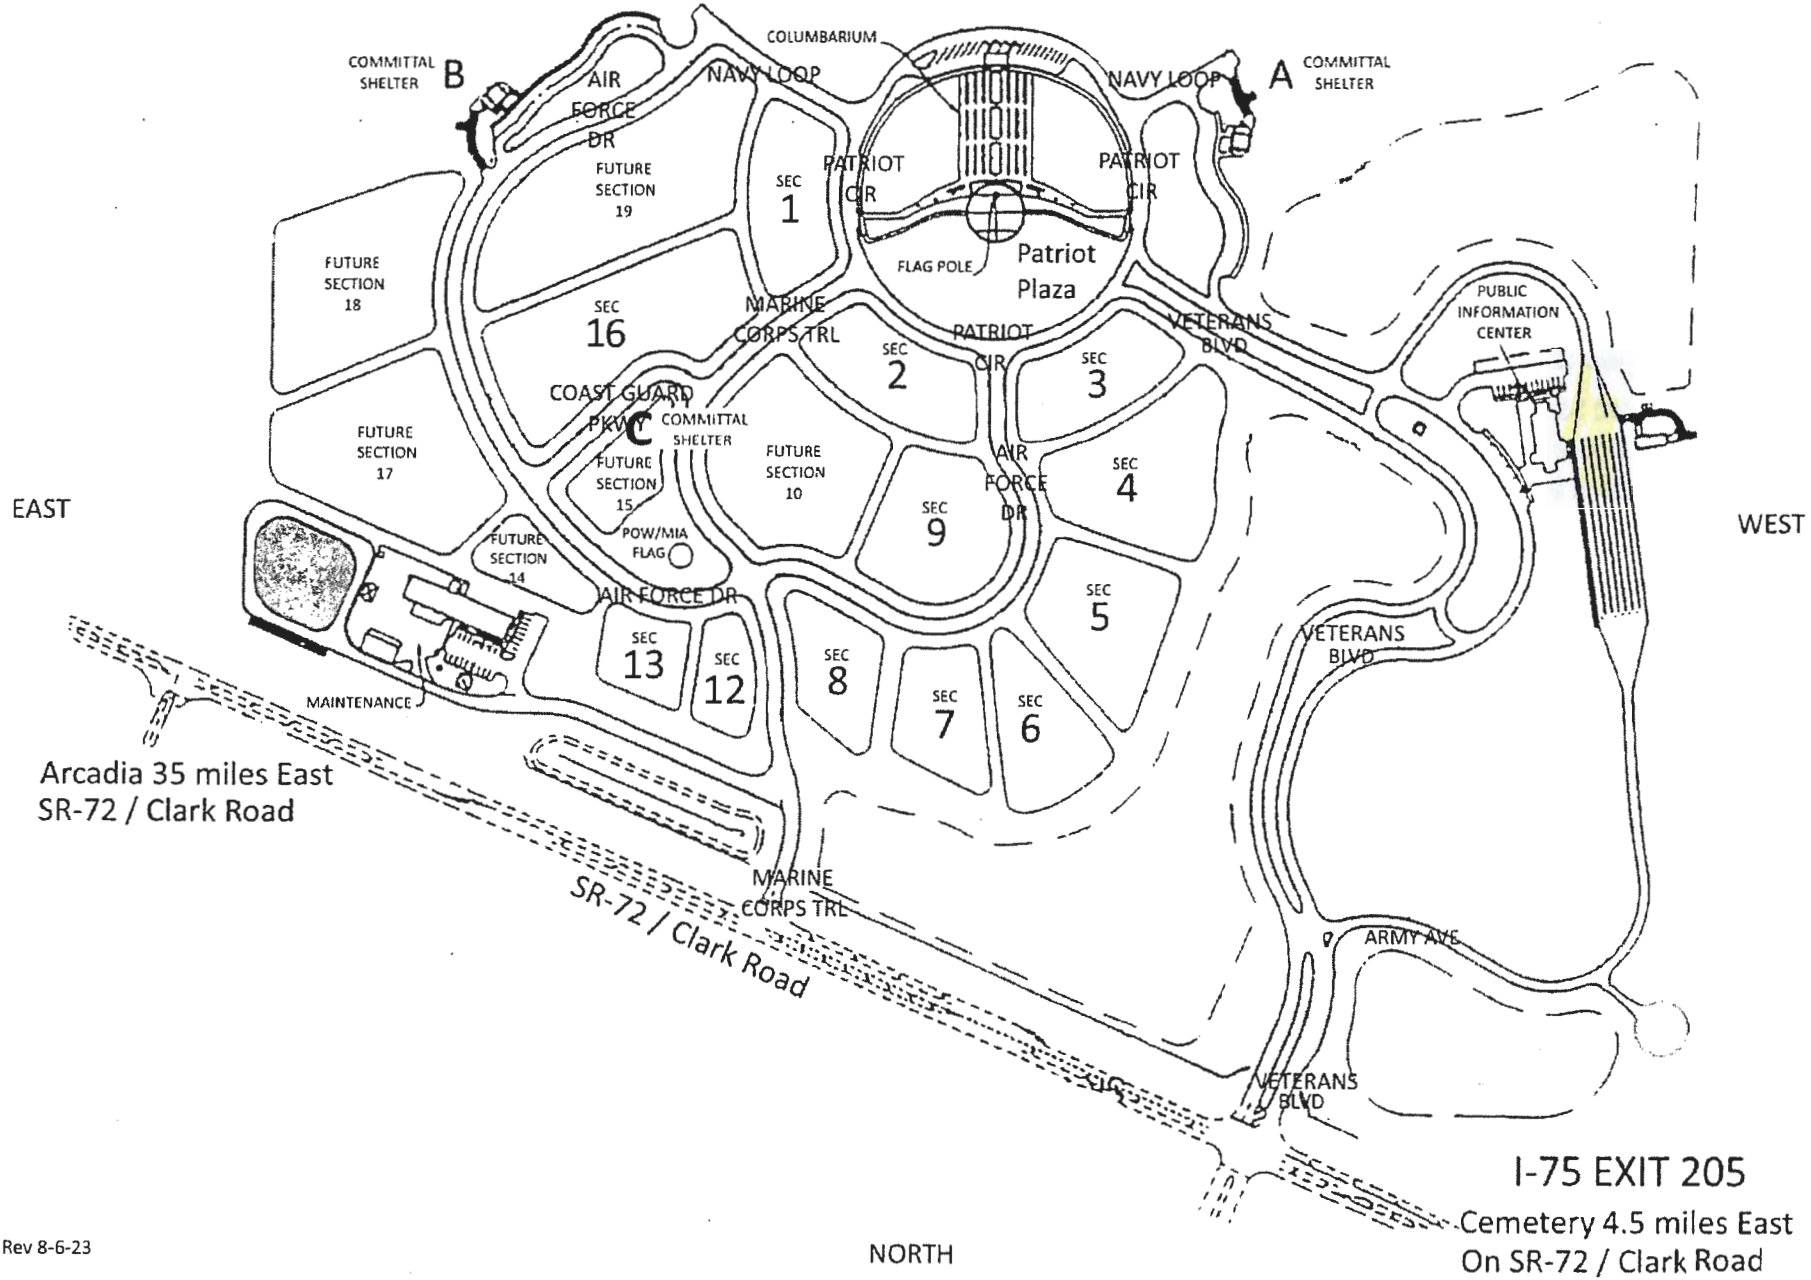 COLUMBARIUM
COMMITTAL
SHELTER
B
AIR
FORCE
DR
NAVY LOOP
NAVY LOOP
A
COMMITTAL
SHELTER
FUTURE
SECTION
19
SEC
1
PATRIOT
CIR
PATRIOT
CIR
FUTURE
SECTION
18
FLAG POLE
Patriot
Plaza
SEC
16
MARINE
CORPS TRL
PATRIOT
CIR
VETERANS
BLVD
PUBLIC
INFORMATION
CENTER
SEC
2
SEC
3
COAST GUARD
PKWY
C
COMMITTAL
SHELTER
FUTURE
SECTION
17
FUTURE
SECTION
15
FUTURE
SECTION
10
AIR
FORCE
DR
SEC
4
EAST
WEST
SEC
9
POW/MIA
FLAG
FUTURE
SECTION
14
AIR FORCE DR
SEC
5
SEC
13
SEC
12
SEC
8
SEC
7
SEC
6
VETERANS
BLVD
MAINTENANCE
Arcadia 35 miles East
SR-72 / Clark Road
SR-72 / Clark Road
MARINE
CORPS TRL
ARMY AVE
VETERANS
BLVD
I-75 EXIT 205
Cemetery 4.5 miles East
On SR-72 / Clark Road
Rev 8-6-23
NORTH